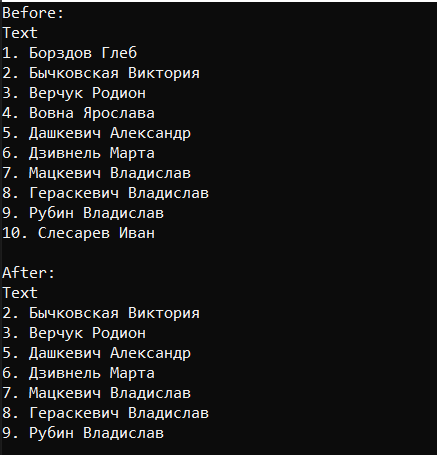 Before:
Text
1. Борздов Глеб
2. Бычковская Виктория
3. Верчук Родион
4. Вовна Ярослава
5. Дашкевич Александр
6. Дзивнель Марта
7. Мацкевич Владислав
8. Гераскевич Владислав
9. Рубин Владислав
10. Слесарев Иван

After:
Text
2. Бычковская Виктория
3. Верчук Родион
5. Дашкевич Александр
6. Дзивнель Марта
7. Мацкевич Владислав
8. Гераскевич Владислав
9. Рубин Владислав